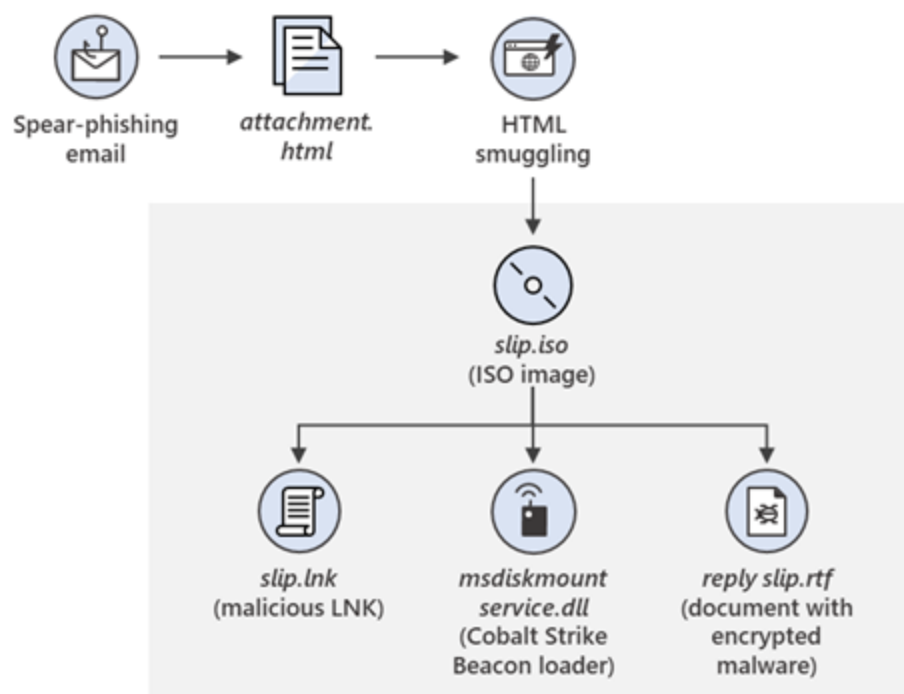 Spear-phishing
email
attachment.
html
HTML
smuggling
slip.iso
(ISO image)
slip.lnk
(malicious LNK)
msdiskmount
service.dll
(Cobalt Strike
Beacon loader)
reply slip.rtf
(document with
encrypted
malware)